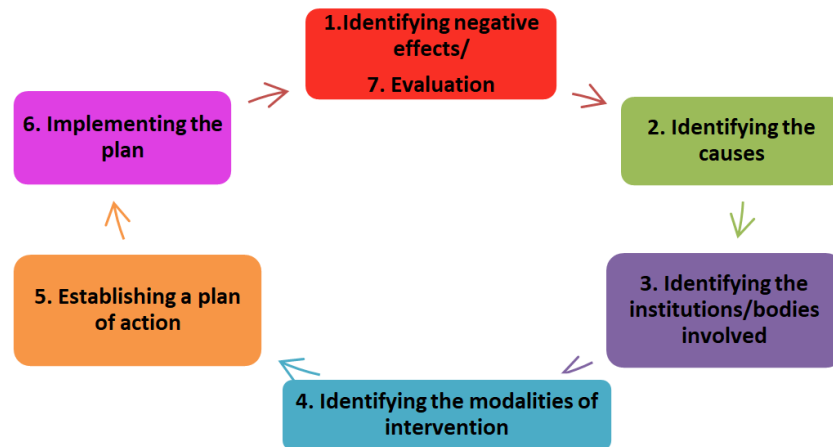 1.Identifying negative
effects/
7. Evaluation
2. Identifying the
causes
3. Identifying the
institutions/bodies
involved
4. Identifying the modalities of
intervention
5. Establishing a plan
of action
6. Implementing the
plan